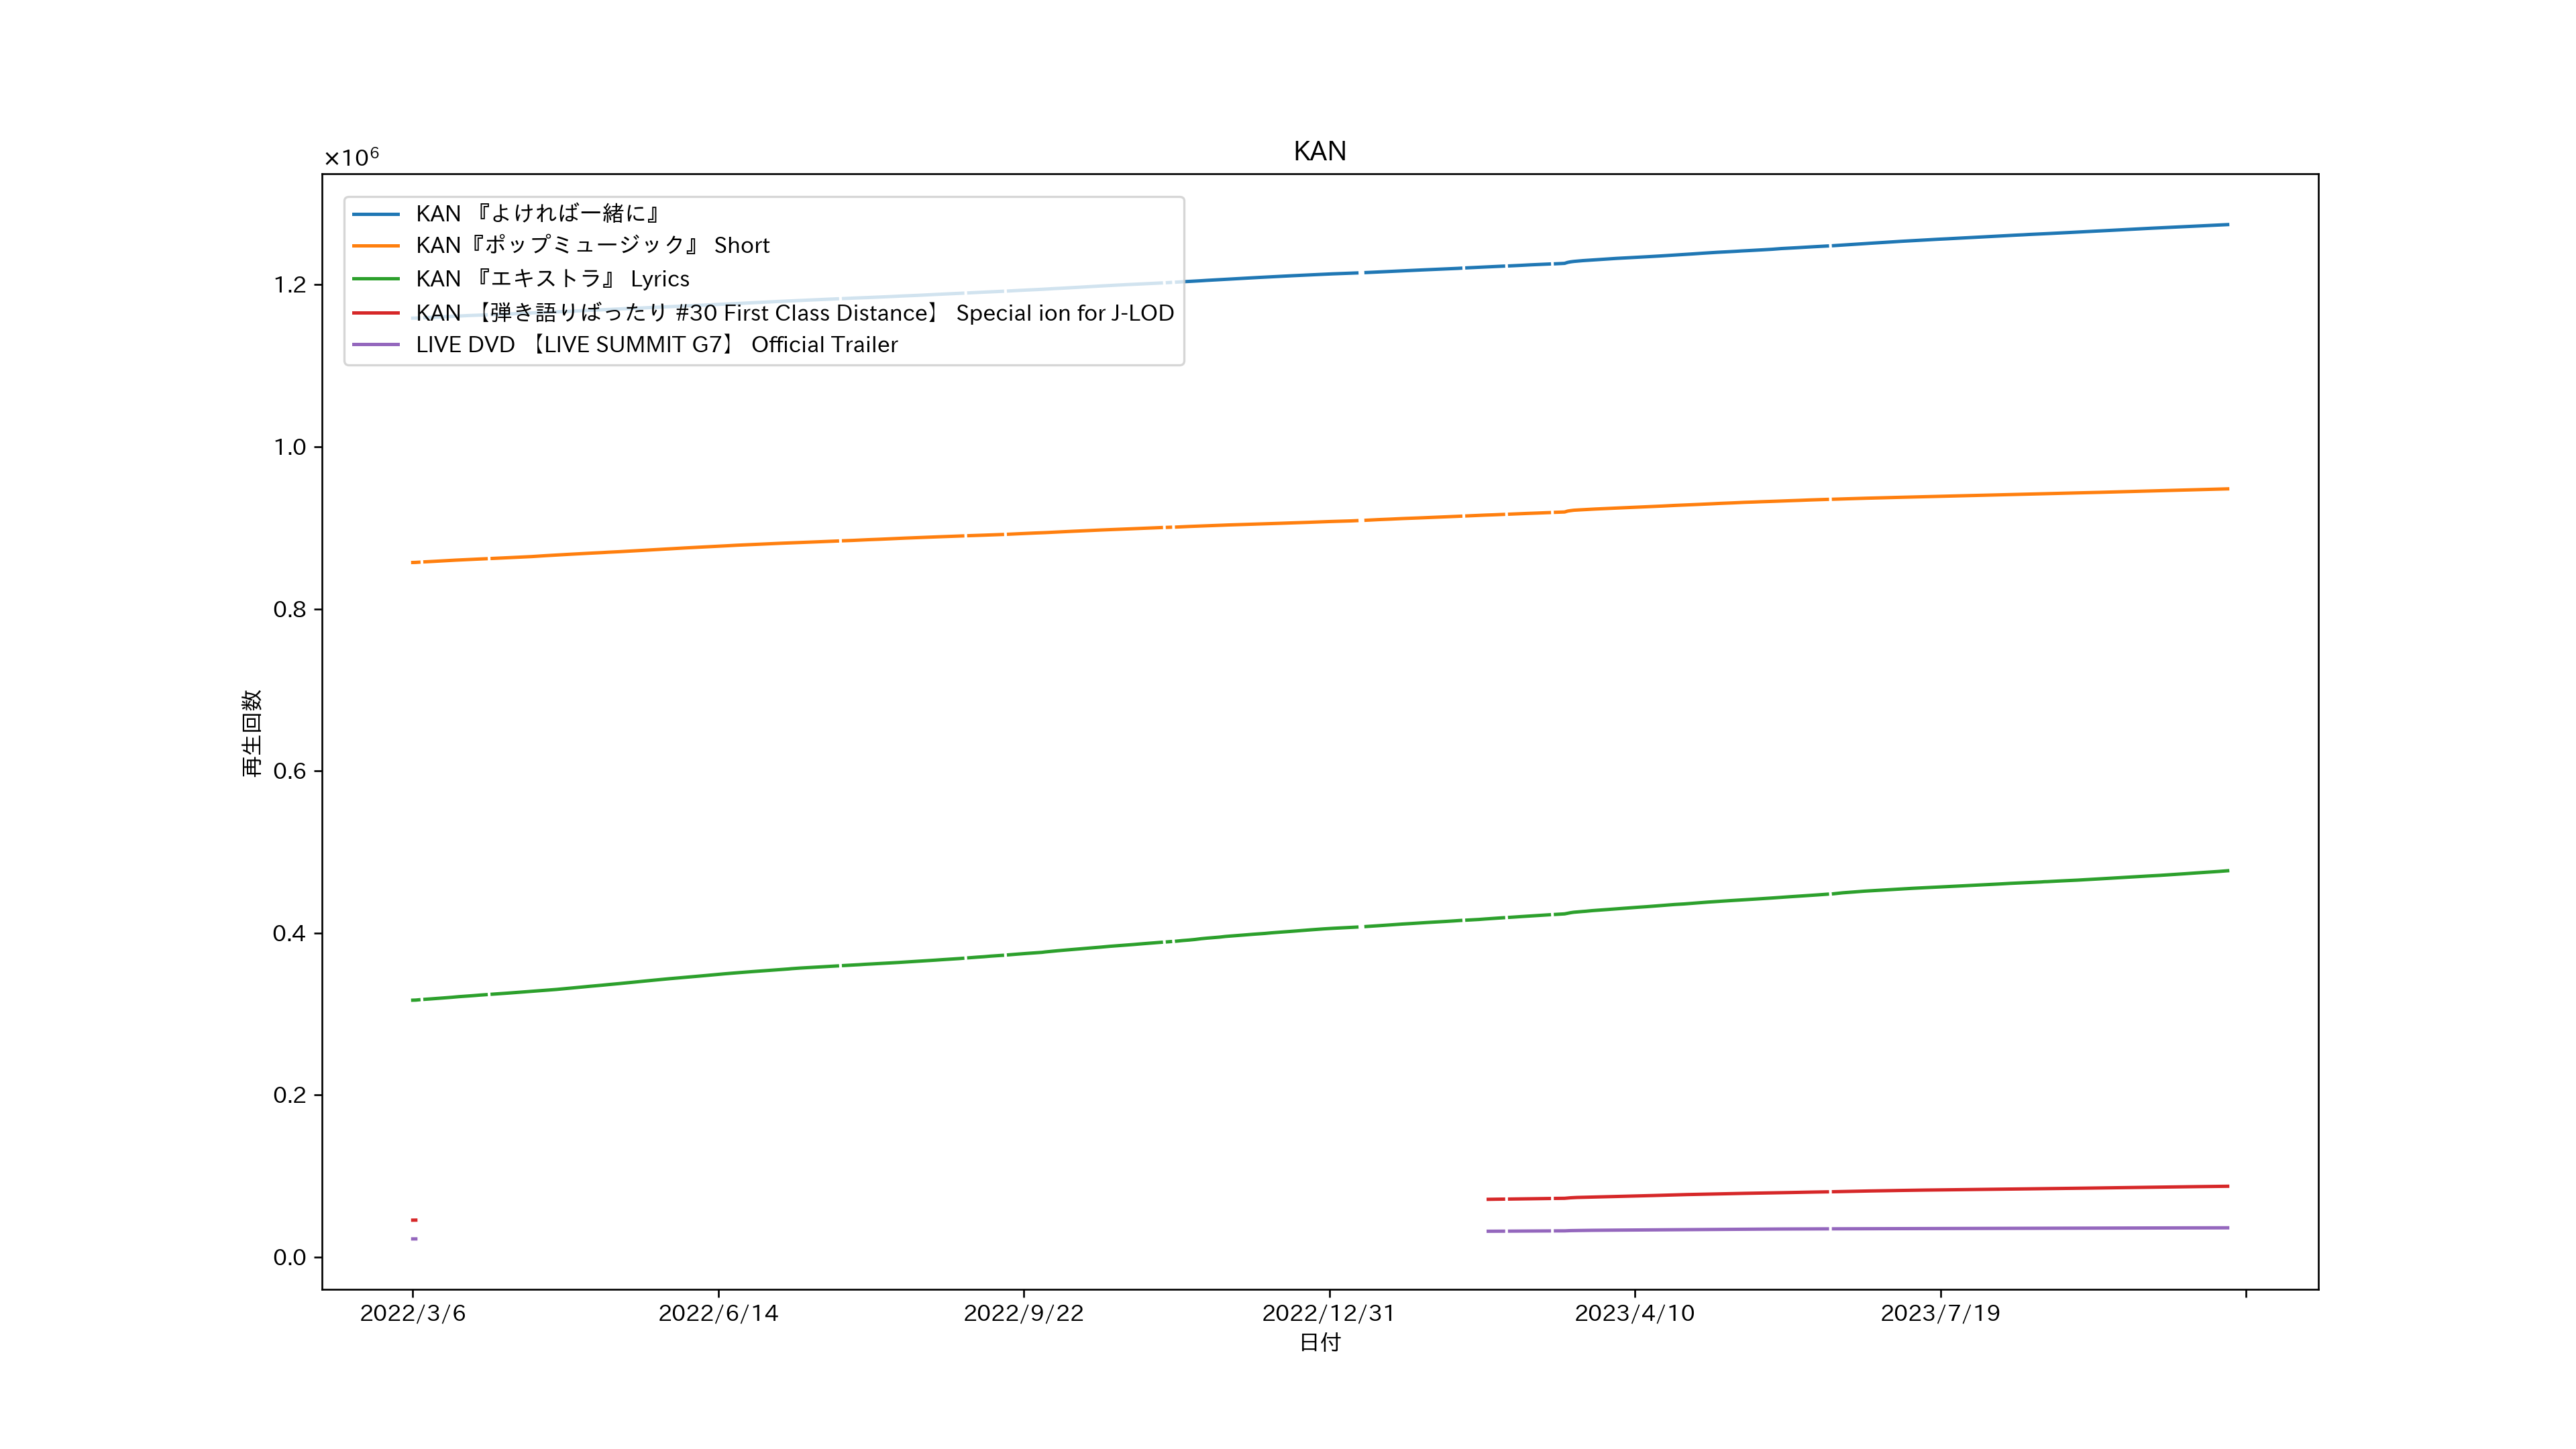 KAN
×10⁶
KAN 『よければ一緒に』
KAN『ポップミュージック』 Short
KAN 『エキストラ』 Lyrics
KAN 【弾き語りばったり #30 First Class Distance】 Special ion for J-LOD
LIVE DVD 【LIVE SUMMIT G7】 Official Trailer
1.2
1.0
0.8
0.6
0.4
0.2
0.0
再生回数
2022/3/6 2022/6/14 2022/9/22 2022/12/31 2023/4/10 2023/7/19
日付